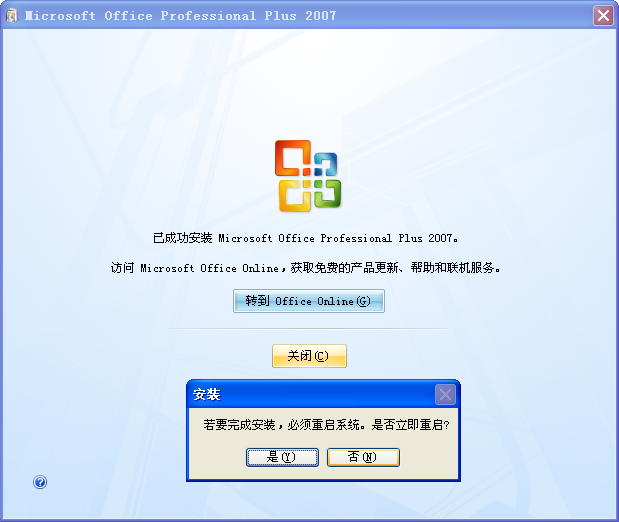 Microsoft Office Professional Plus 2007
已成功安装 Microsoft Office Professional Plus 2007。
访问 Microsoft Office Online，获取免费的产品更新、帮助和联机服务。
转到 Office Online(G)
关闭(C)
安装
若要完成安装，必须重启系统。是否立即重启?
是(Y)
否(N)
?